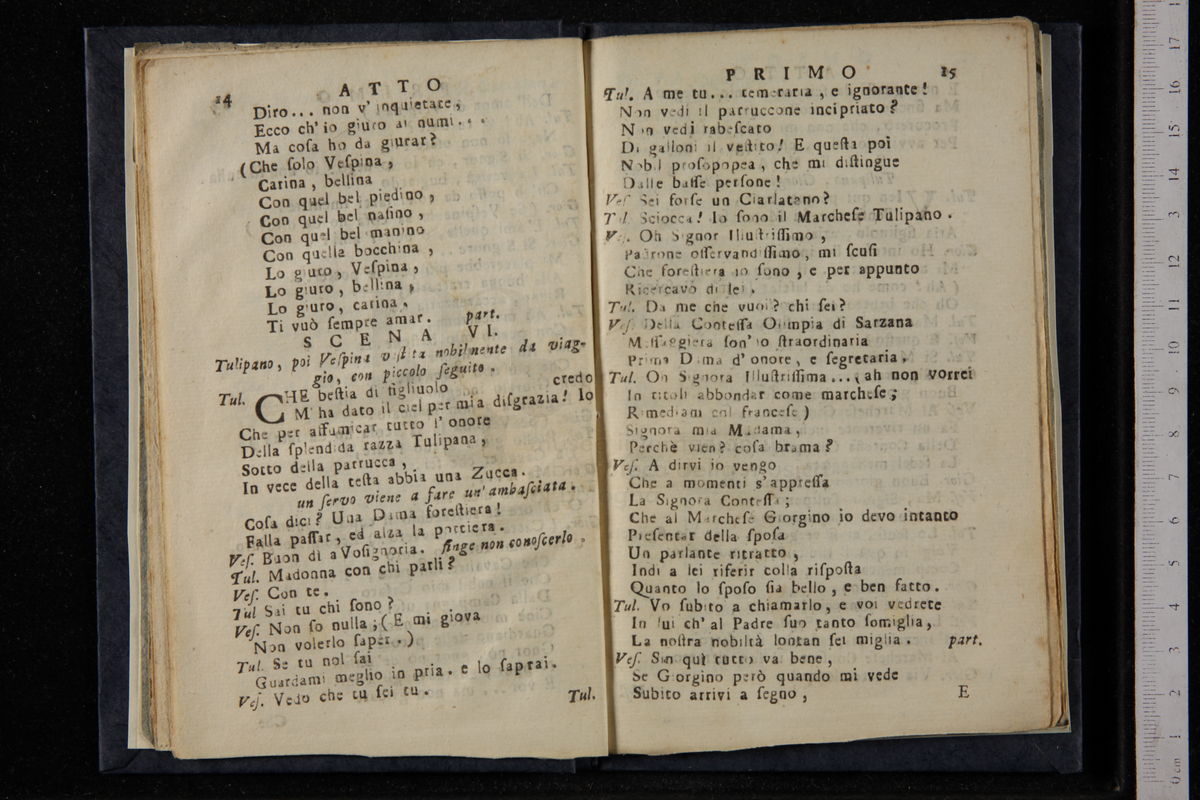 14 ATTO
Diro... non v' inquietate,
Ecco ch' io giuro ai numi...
Ma coſa ho da giurar?
(Che ſolo Veſpina,
Carina, bellina
Con quel bel piedino,
Con quel bel naſino,
Con quel bel manino
Con quella bocchina,
Lo giuro, Veſpina,
Lo giuro, bellina,
Lo giuro, carina,
Ti vuò ſempre amar. part.
SCENA VI.
Tulipano, poi Veſpina veſtita nobilmente da viag-
gio, con piccolo ſeguito.
Tul. CHE beſtia di figliuolo credo
M' ha dato il ciel per mia diſgrazia! Io
Che per affumicar tutto l' onore
Della ſplendida razza Tulipana,
Sotto della parrucca,
In vece della teſta abbia una Zucca.
un ſervo viene a fare un' ambaſciata.
Coſa dici? Una Dama foreſtiera!
Falla paſſar, ed alza la portiera.
Veſ. Buon dì a Voſignoria. finge non conoſcerlo.
Tul. Madonna con chi parli?
Veſ. Con te.
Tul Sai tu chi ſono?
Veſ. Non ſo nulla; (E mi giova
Non volerlo ſaper.)
Tul. Se tu nol ſai
Guardami meglio in pria. e lo ſaprai.
Veſ. Vedo che tu ſei tu.
Tul.
PRIMO 15
Tul. A me tu... temeraria, e ignorante!
Non vedi il parruccone incipriato?
Non vedi rabeſcato
Di galloni il veſtito! E queſta poi
Nobil proſopopea, che mi diſtingue
Dalle baſſe perſone!
Veſ Sei forſe un Ciarlatano?
Tul Sciocca! Io ſono il Marcheſe Tulipano.
Veſ. Oh Signor Illuſtriſſimo,
Padrone oſſervandiſſimo, mi ſcuſi
Che foreſtiera io ſono, e per appunto
Ricercavo di lei.
Tul. Da me che vuoi? chi ſei?
Veſ. Della Conteſſa Olimpia di Sarzana
Meſſaggiera ſon' io ſtraordinaria
Prima Dama d' onore, e ſegretaria.
Tul. Oh Signora Illuſtriſſima... (ah non vorrei
In titoli abbondar come marcheſe;
Rimediam col franceſe)
Signora mia Madama,
Perchè vien? coſa brama?
Veſ. A dirvi io vengo
Che a momenti s' appreſſa
La Signora Conteſſa;
Che al Marcheſe Giorgino io devo intanto
Preſentar della ſpoſa
Un parlante ritratto,
Indi a lei riferir colla riſpoſta
Quanto lo ſpoſo ſia bello, e ben fatto.
Tul. Vo ſubito a chiamarlo, e voi vedrete
In lui ch' al Padre ſuo tanto ſomiglia,
La noſtra nobiltà lontan ſei miglia. part.
Veſ. Sin quì tutto va bene,
Se Giorgino però quando mi vede
Subito arrivi a ſegno,
E